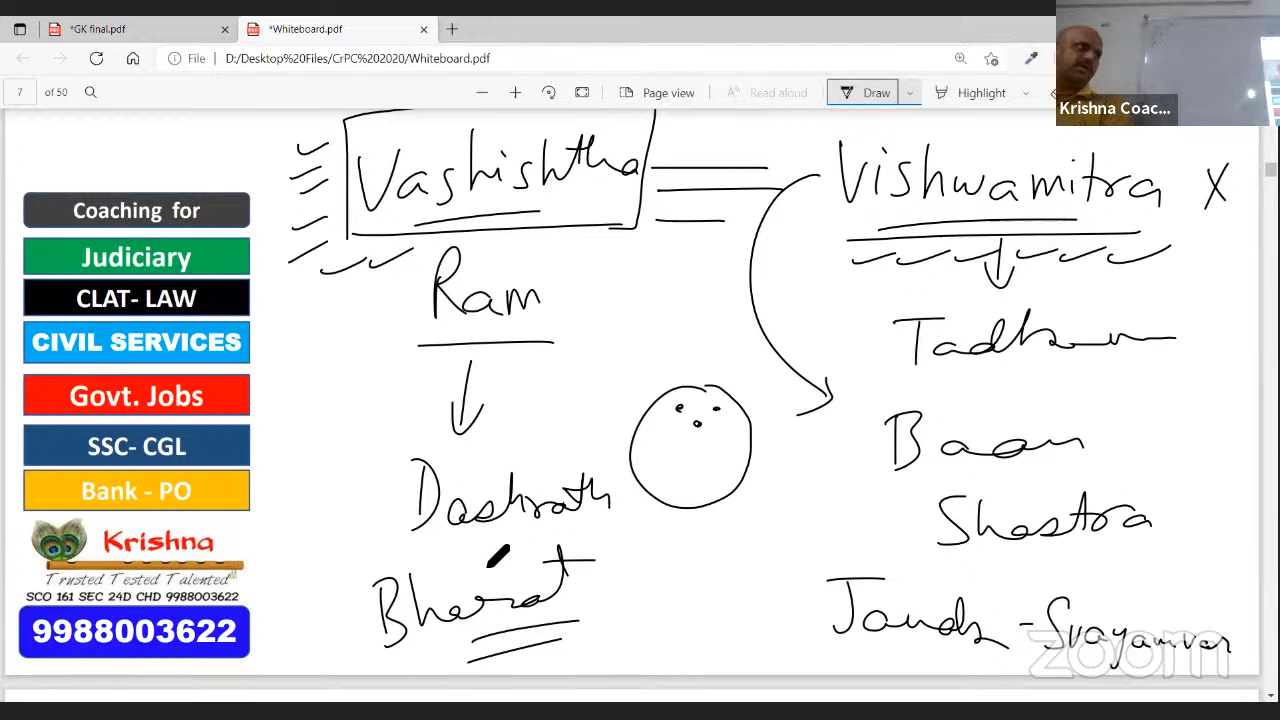 *GK final.pdf
*Whiteboard.pdf
File D:/Desktop%20Files/CrPC%202020/Whiteboard.pdf
7 of 50
Page view
Read aloud
Draw
Highlight
Krishna Coac...
Vashishtha
Vishwamitra X
Coaching for
Judiciary
CLAT- LAW
CIVIL SERVICES
Govt. Jobs
SSC- CGL
Bank - PO
Krishna
Trusted Tested Talented
SCO 161 SEC 24D CHD 9988003622
9988003622
Ram
Dashrath
Bharat
Baan
Shastra
Janak - Svayamvar
zoom